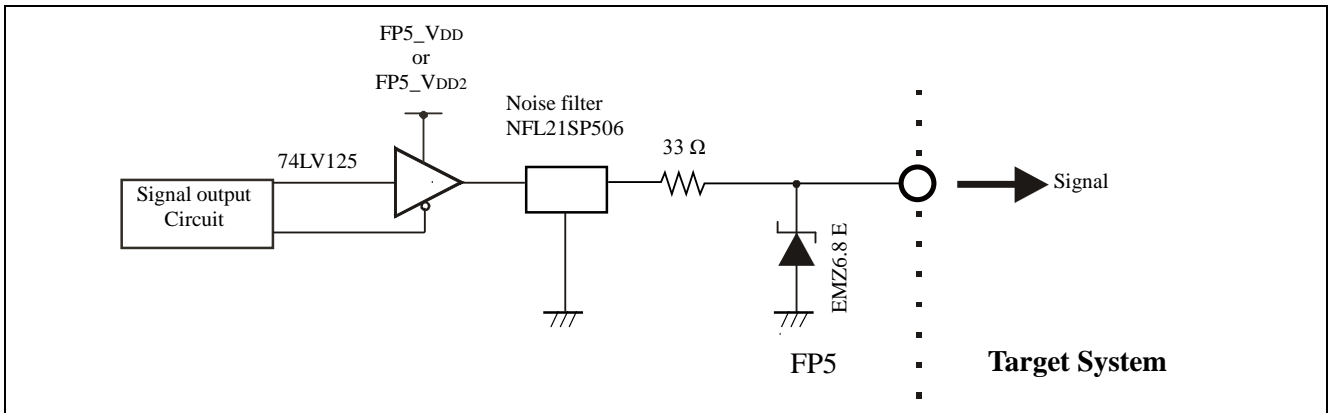 FP5_VDD
or
FP5_VDD2
Noise filter
NFL21SP506
33 Ω
74LV125
Signal output
Circuit
Signal
EMZ6.8 E
FP5
Target System